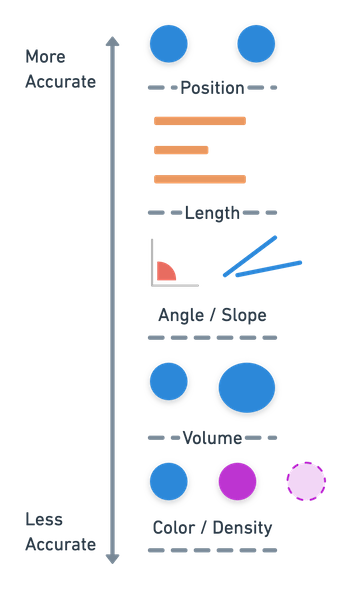 More
Accurate
Position
Length
Angle / Slope
Volume
Color / Density
Less
Accurate